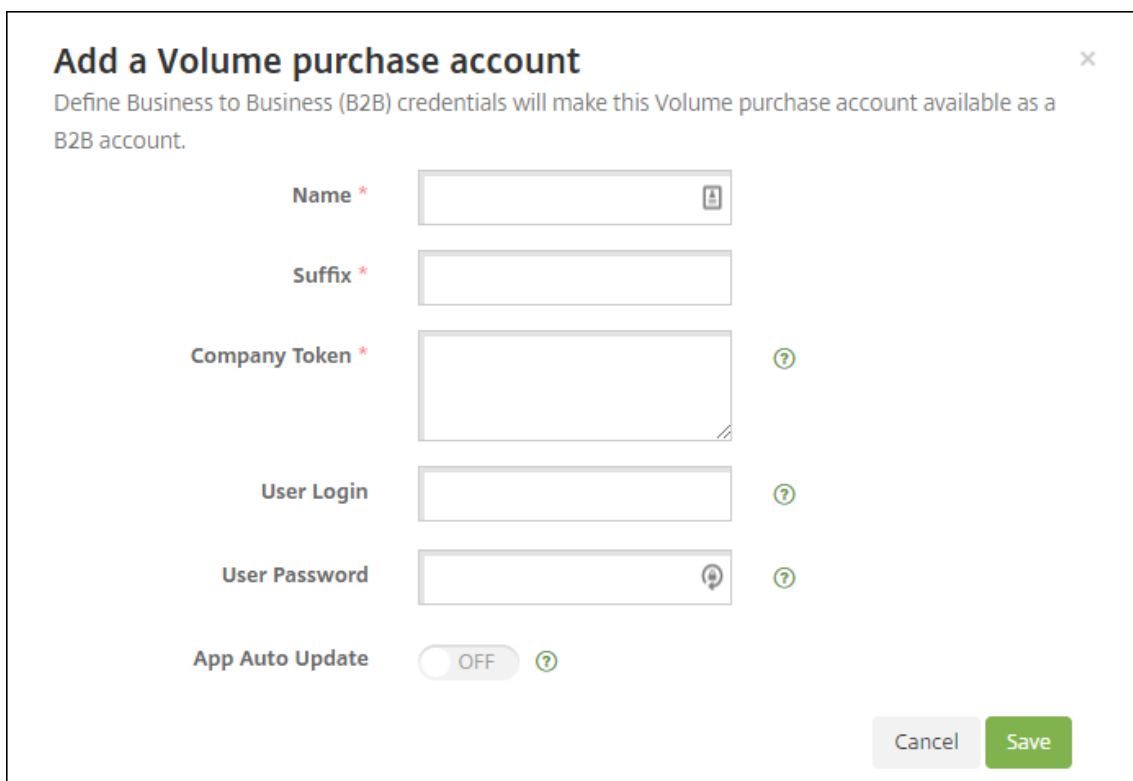 Add a Volume purchase account
×
Define Business to Business (B2B) credentials will make this Volume purchase account available as a
B2B account.
Name *
Suffix *
Company Token *
?
User Login
?
User Password
?
App Auto Update
OFF
?
Cancel
Save